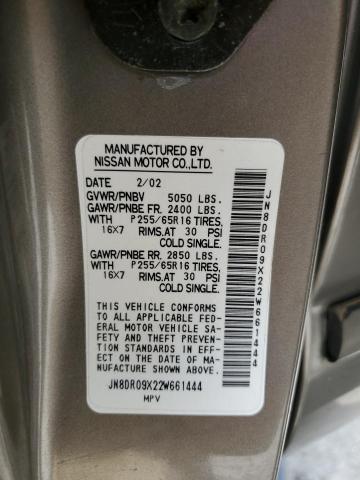 MANUFACTURED BY
NISSAN MOTOR CO.,LTD.
DATE 2/02
GVWR/PNBV 5050 LBS.
GAWR/PNBE FR. 2400 LBS.
WITH P255/65R16 TIRES,
16X7 RIMS,AT 30 PSI
COLD SINGLE.
GAWR/PNBE RR. 2850 LBS.
WITH P255/65R16 TIRES,
16X7 RIMS,AT 30 PSI
COLD SINGLE.
THIS VEHICLE CONFORMS
TO ALL APPLICABLE FED-
ERAL MOTOR VEHICLE SA-
FETY AND THEFT PREVEN-
TION STANDARDS IN EFF-
ECT ON THE DATE OF MA-
NUFACTURE SHOWN ABOVE.
JN8DR09X22W661444
MPV
JN8DR09X22W661444